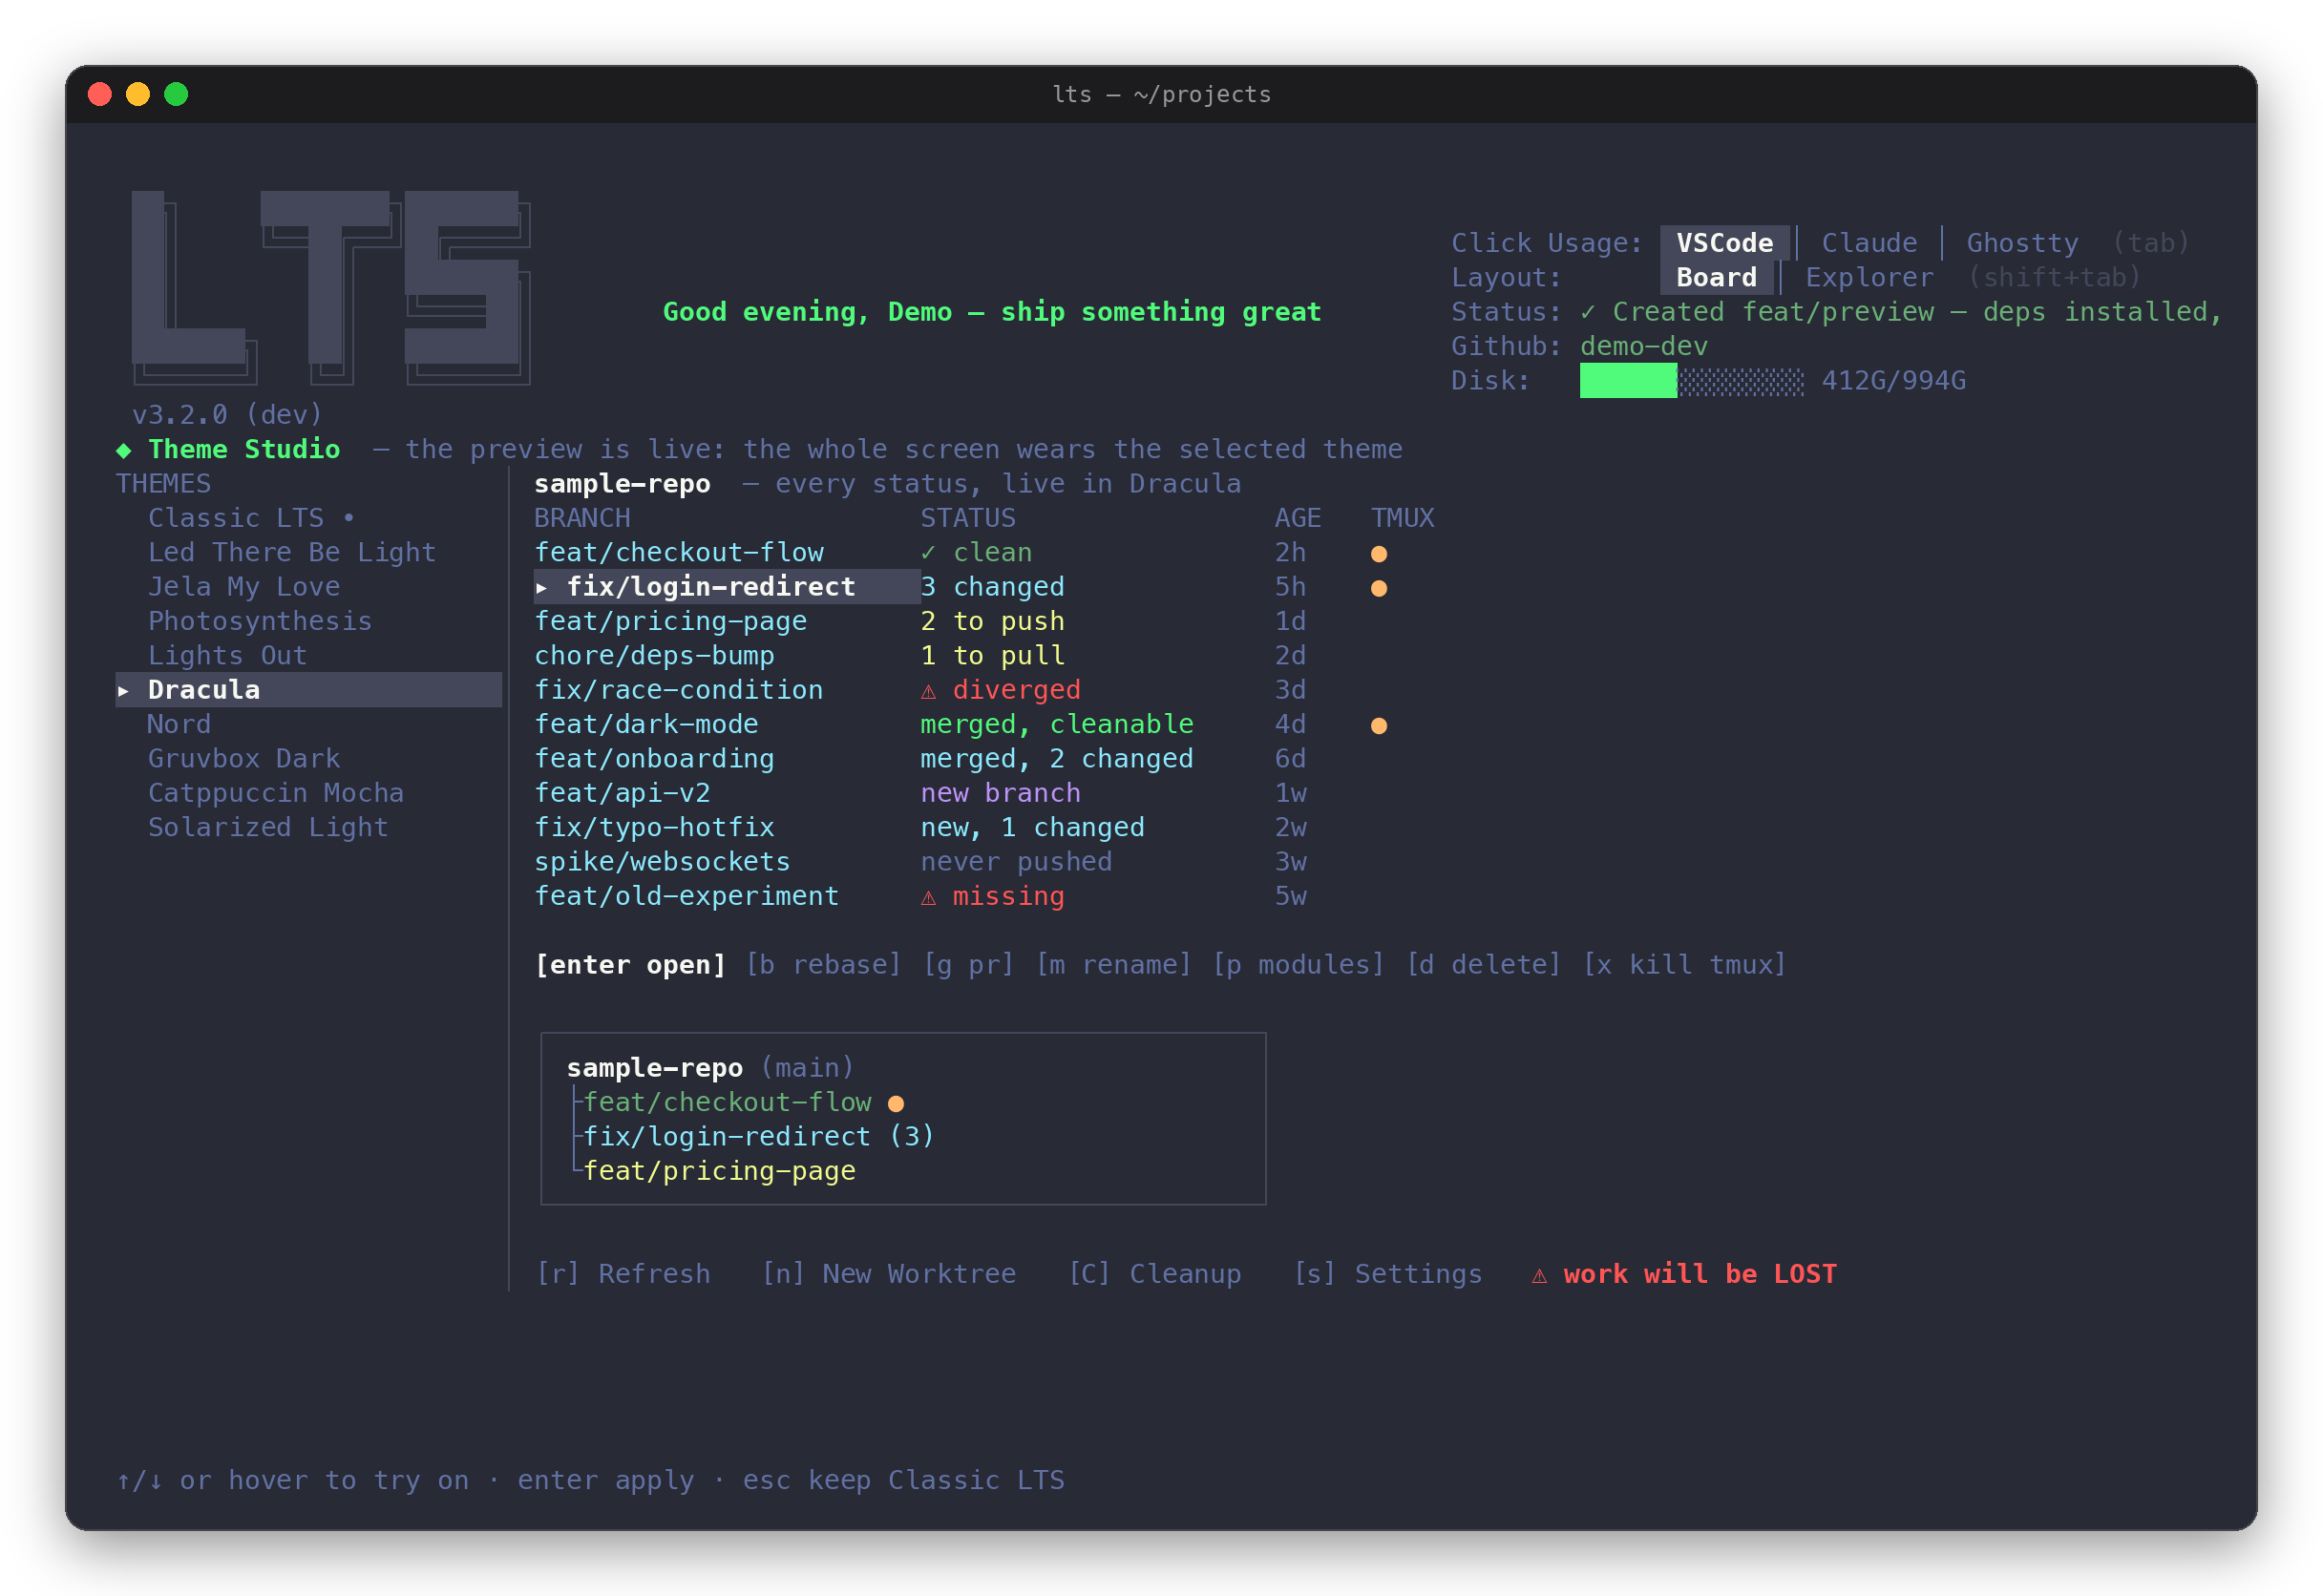 lts — ~/projects
LTS
Click Usage: VSCode │ Claude │ Ghostty (tab)
Layout: Board │ Explorer (shift+tab)
Good evening, Demo — ship something great
Status: ✓ Created feat/preview — deps installed,
Github: demo-dev
Disk: 412G/994G
v3.2.0 (dev)
◆ Theme Studio — the preview is live: the whole screen wears the selected theme
THEMES
Classic LTS •
Led There Be Light
Jela My Love
Photosynthesis
Lights Out
▸ Dracula
Nord
Gruvbox Dark
Catppuccin Mocha
Solarized Light
sample-repo — every status, live in Dracula
BRANCH STATUS AGE TMUX
feat/checkout-flow ✓ clean 2h ●
▸ fix/login-redirect 3 changed 5h ●
feat/pricing-page 2 to push 1d
chore/deps-bump 1 to pull 2d
fix/race-condition ⚠ diverged 3d
feat/dark-mode merged, cleanable 4d ●
feat/onboarding merged, 2 changed 6d
feat/api-v2 new branch 1w
fix/typo-hotfix new, 1 changed 2w
spike/websockets never pushed 3w
feat/old-experiment ⚠ missing 5w
[enter open] [b rebase] [g pr] [m rename] [p modules] [d delete] [x kill tmux]
sample-repo (main)
├feat/checkout-flow ●
├fix/login-redirect (3)
└feat/pricing-page
[r] Refresh [n] New Worktree [C] Cleanup [s] Settings ⚠ work will be LOST
↑/↓ or hover to try on · enter apply · esc keep Classic LTS